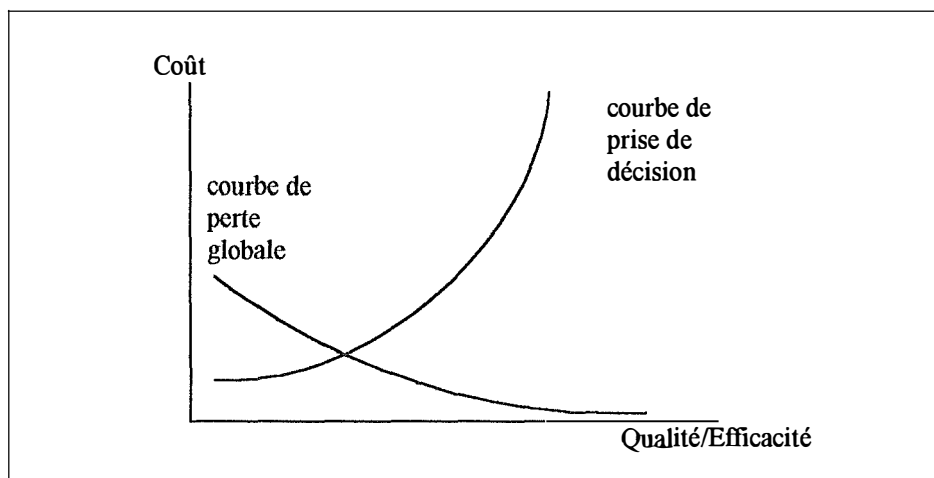 Coût
courbe de
prise de
décision
courbe de
perte
globale
Qualité/Efficacité